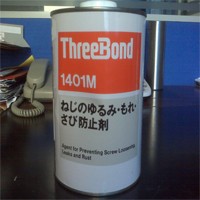 ThreeBond
1401M
ねじのゆるみ・もれ・
さび防止剤
Agent for Preventing Screw Loosening,
Leaks and Rust